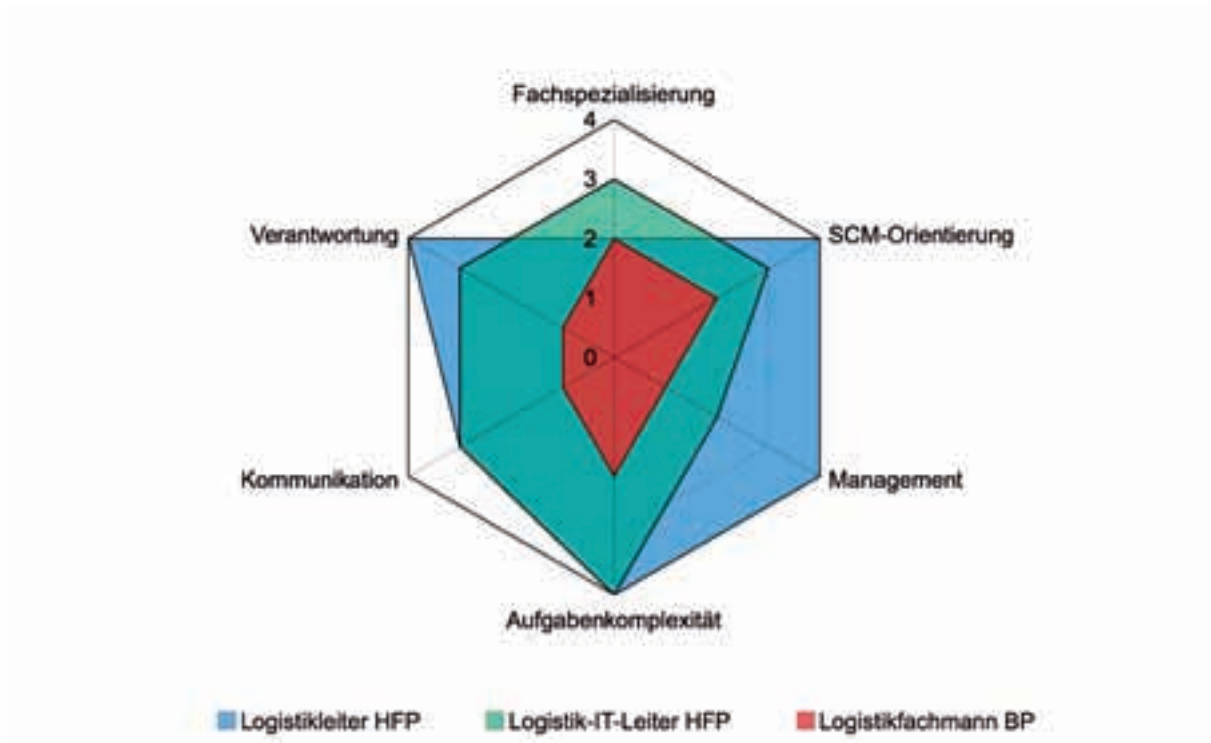 Fachspezialisierung
4
3
Verantwortung
2
SCM-Orientierung
1
0
Kommunikation
Management
Aufgabenkomplexität
Logistikleiter HFP
Logistik-IT-Leiter HFP
Logistikfachmann BP